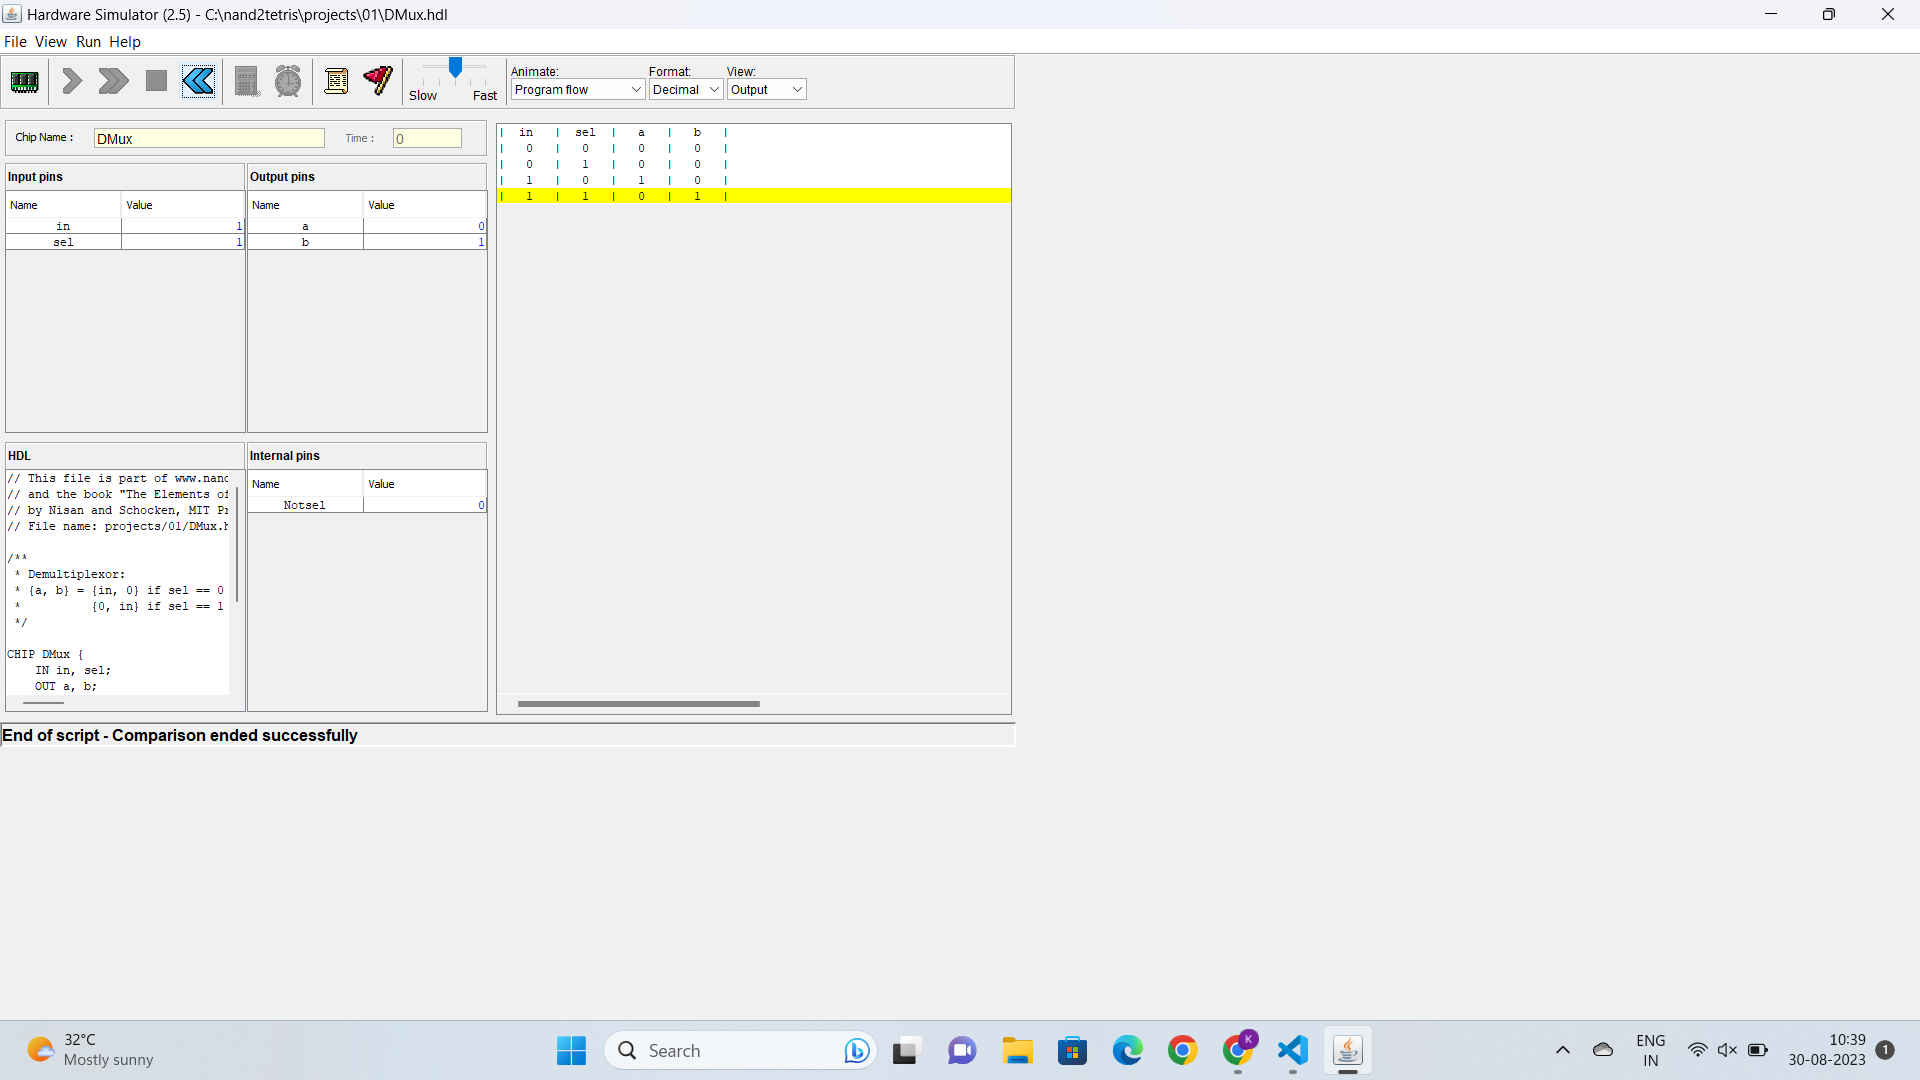 Hardware Simulator (2.5) - C:\nand2tetris\projects\01\DMux.hdl
File View Run Help
Slow Fast
Animate: Format: View:
Program flow Decimal Output
Chip Name : DMux Time : 0
Input pins
Name Value
in 1
sel 1
Output pins
Name Value
a 0
b 1
| in | sel | a | b |
| 0 | 0 | 0 | 0 |
| 0 | 1 | 0 | 0 |
| 1 | 0 | 1 | 0 |
| 1 | 1 | 0 | 1 |
HDL
// This file is part of www.nand
// and the book "The Elements of
// by Nisan and Schocken, MIT Pr
// File name: projects/01/DMux.h
/**
* Demultiplexor:
* {a, b} = {in, 0} if sel == 0
* {0, in} if sel == 1
*/
CHIP DMux {
IN in, sel;
OUT a, b;
Internal pins
Name Value
Notsel 0
End of script - Comparison ended successfully
32°C
Mostly sunny
Search
K
ENG
IN
10:39
30-08-2023
1